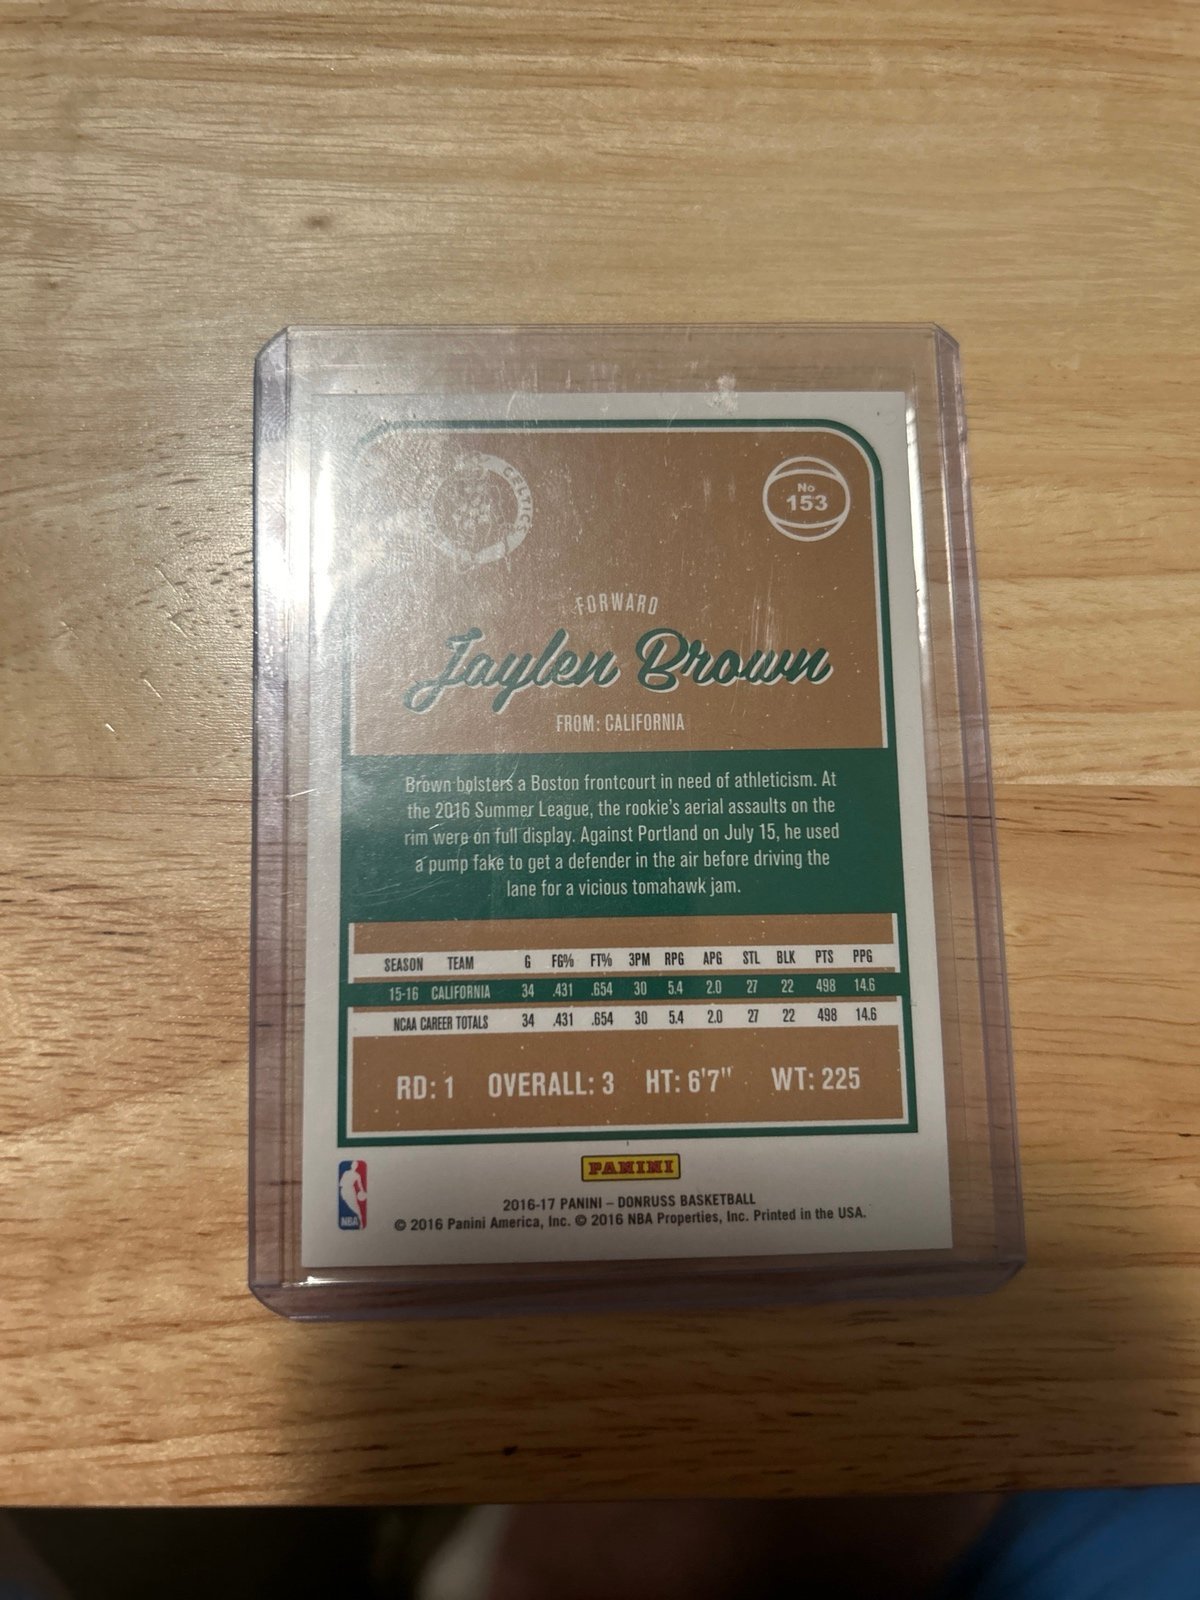 CELTICS
No
153
FORWARD
Jaylen Brown
FROM: CALIFORNIA
Brown bolsters a Boston frontcourt in need of athleticism. At
the 2016 Summer League, the rookie's aerial assaults on the
rim were on full display. Against Portland on July 15, he used
a pump fake to get a defender in the air before driving the
lane for a vicious tomahawk jam.
SEASON TEAM G FG% FT% 3PM RPG APG STL BLK PTS PPG
15-16 CALIFORNIA 34 .431 .654 30 5.4 2.0 27 22 498 14.6
NCAA CAREER TOTALS 34 .431 .654 30 5.4 2.0 27 22 498 14.6
RD: 1 OVERALL: 3 HT: 6'7" WT: 225
PANINI
NBA
2016-17 PANINI – DONRUSS BASKETBALL
© 2016 Panini America, Inc. © 2016 NBA Properties, Inc. Printed in the USA.